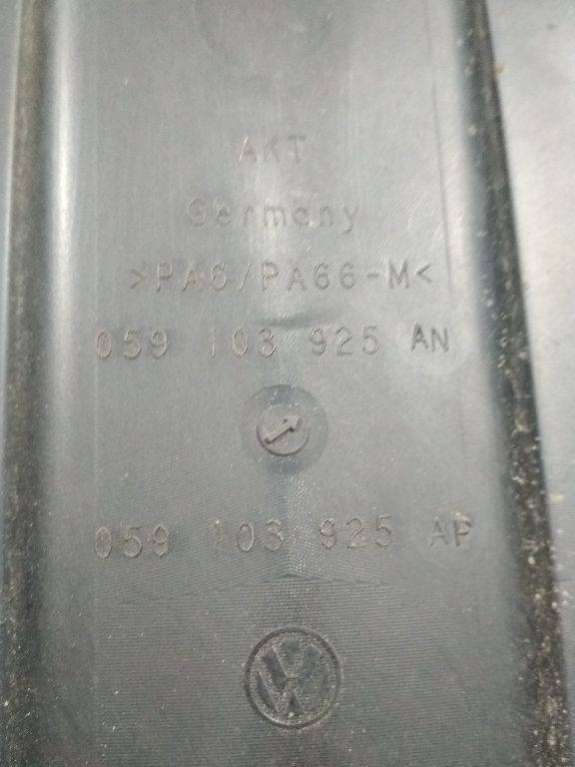 AKT
Germany
>PA6/PA66-M<
059 103 925 AN
059 103 925 AP